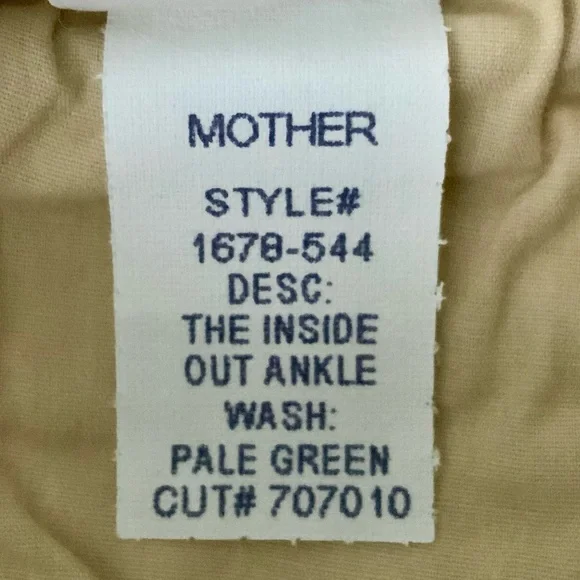 MOTHER
STYLE#
1678-544
DESC:
THE INSIDE
OUT ANKLE
WASH:
PALE GREEN
CUT# 707010